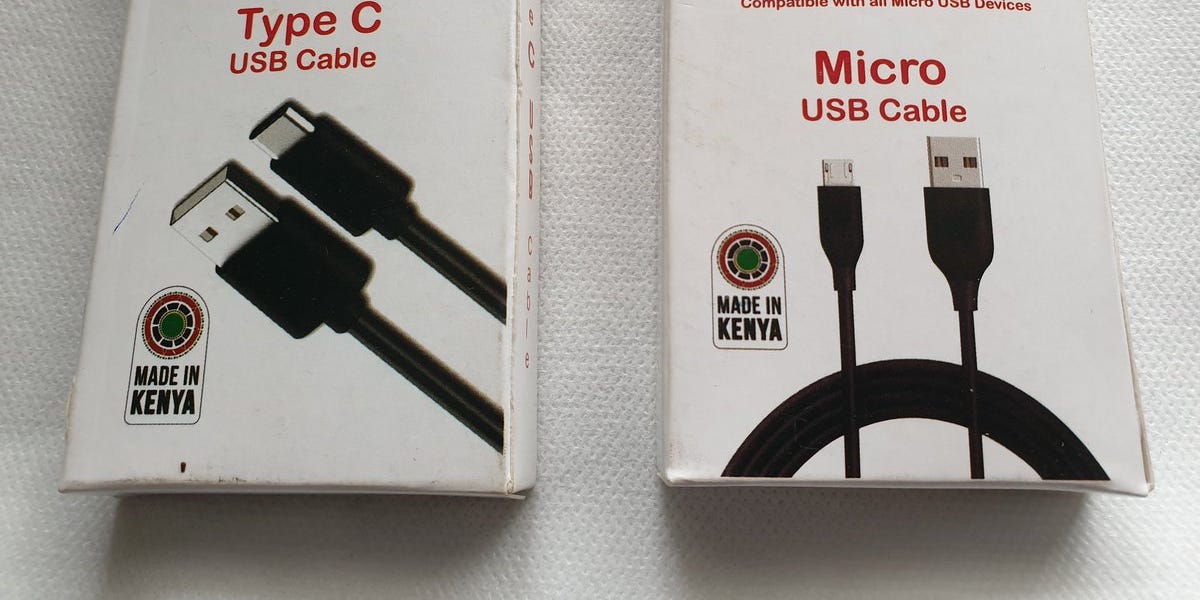 Type C
USB Cable
MADE IN
KENYA
Compatible with all Micro USB Devices
Micro
USB Cable
MADE IN
KENYA